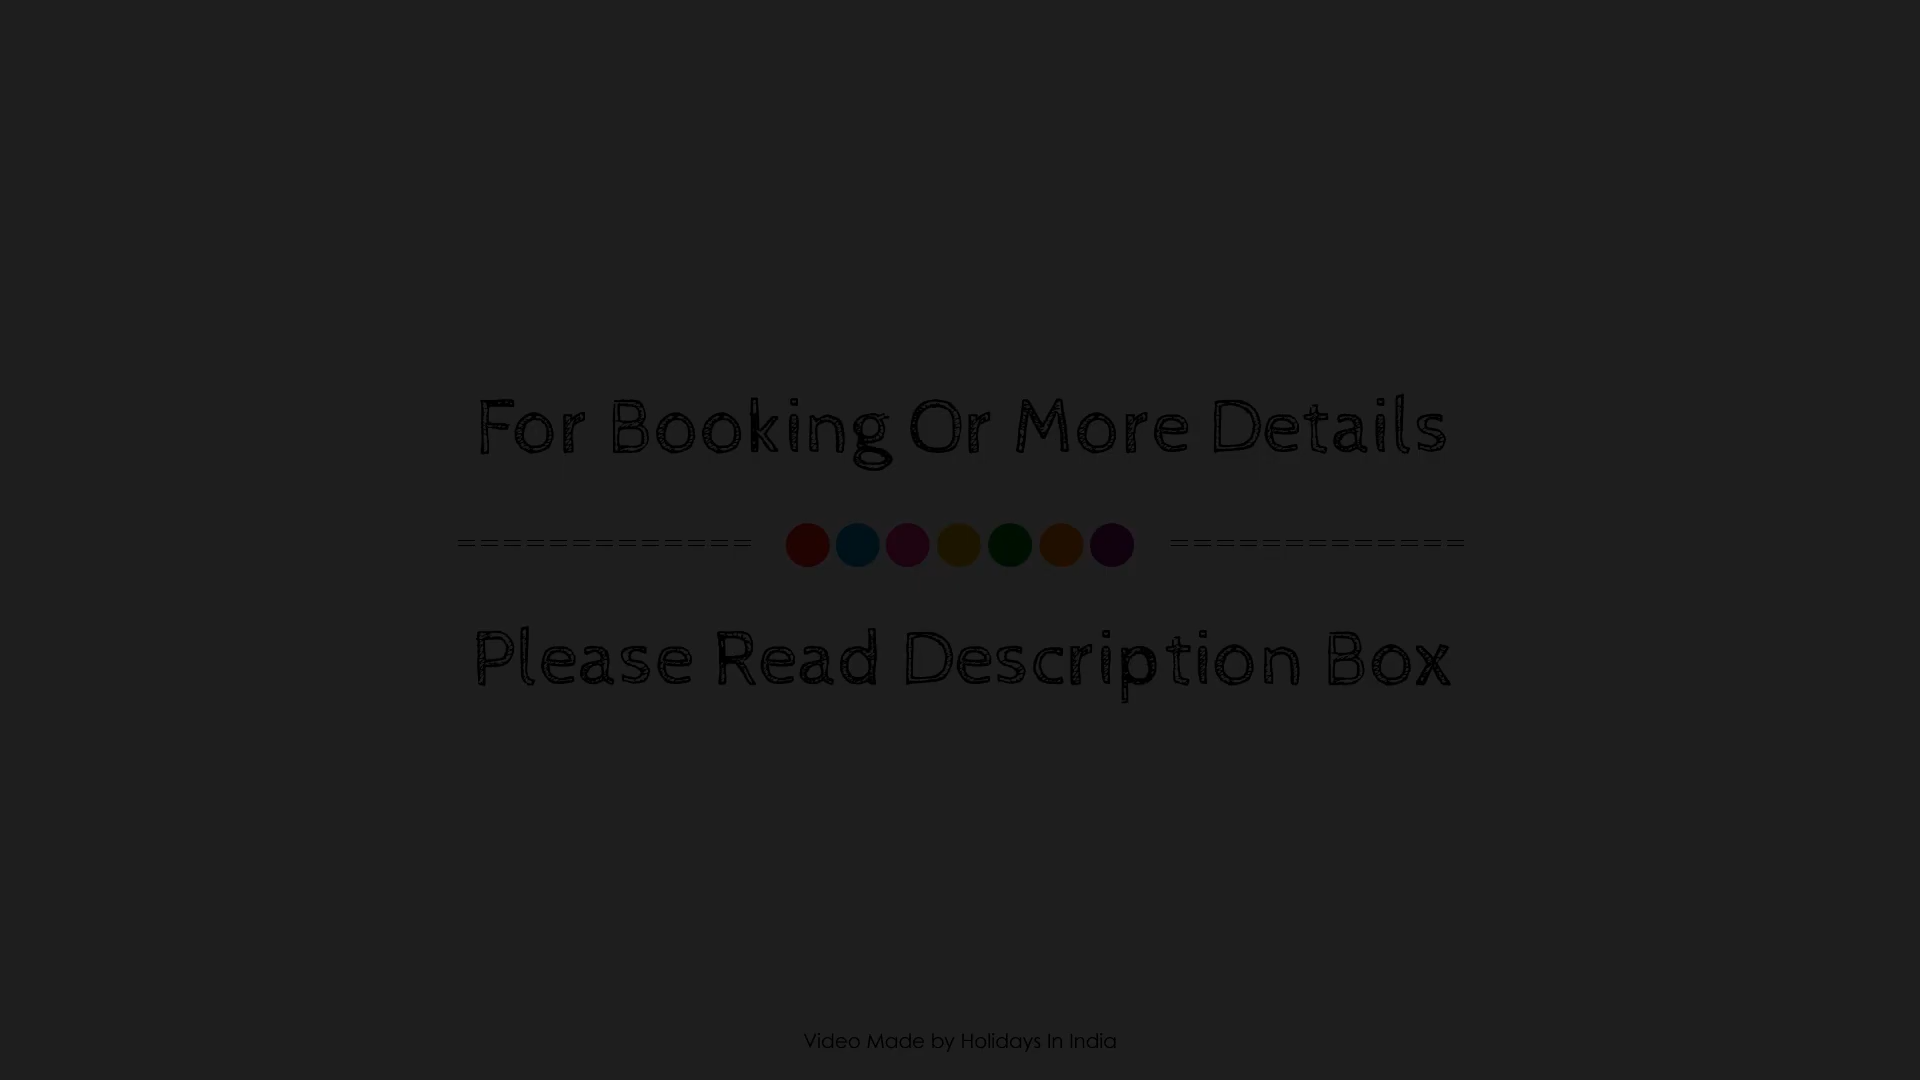 For Booking Or More Details
============= =============
Please Read Description Box
Video Made by Holidays In India